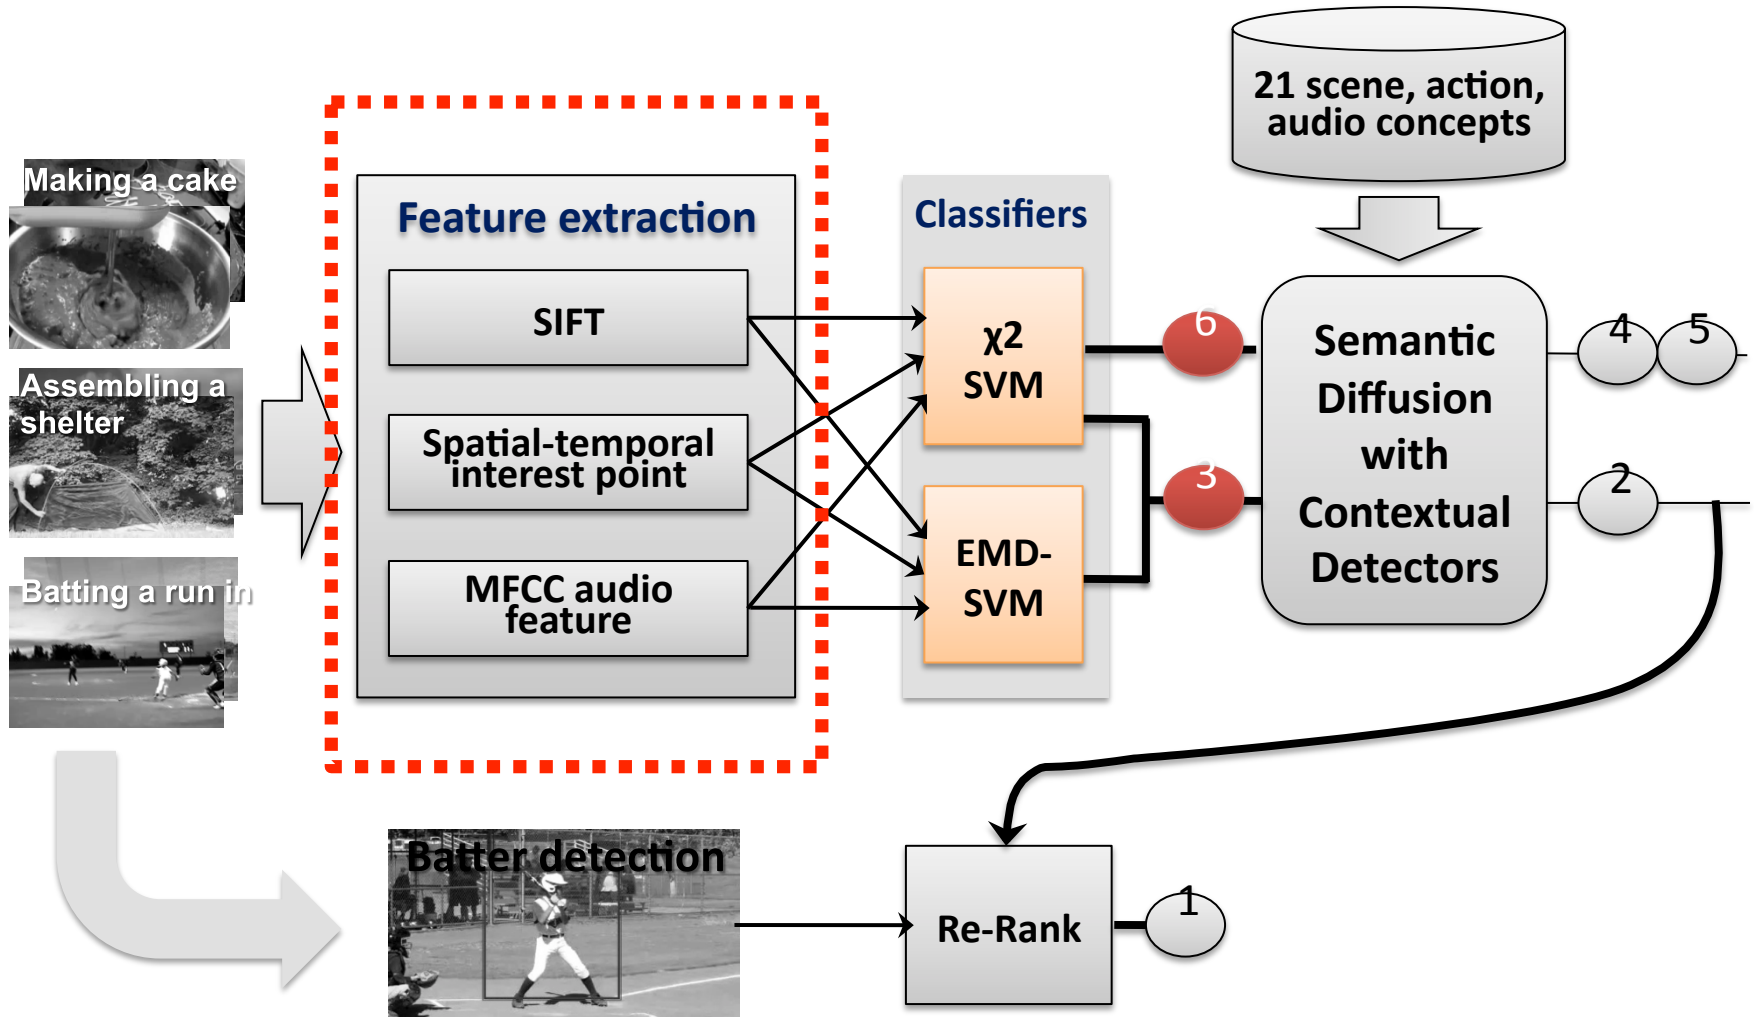 21 scene, action,
audio concepts
Making a cake
Assembling a
shelter
Batting a run in
Feature extraction
SIFT
Spatial-temporal
interest point
MFCC audio
feature
Classifiers
χ2
SVM
EMD-
SVM
6
3
Semantic
Diffusion
with
Contextual
Detectors
4
5
2
Batter detection
Re-Rank
1